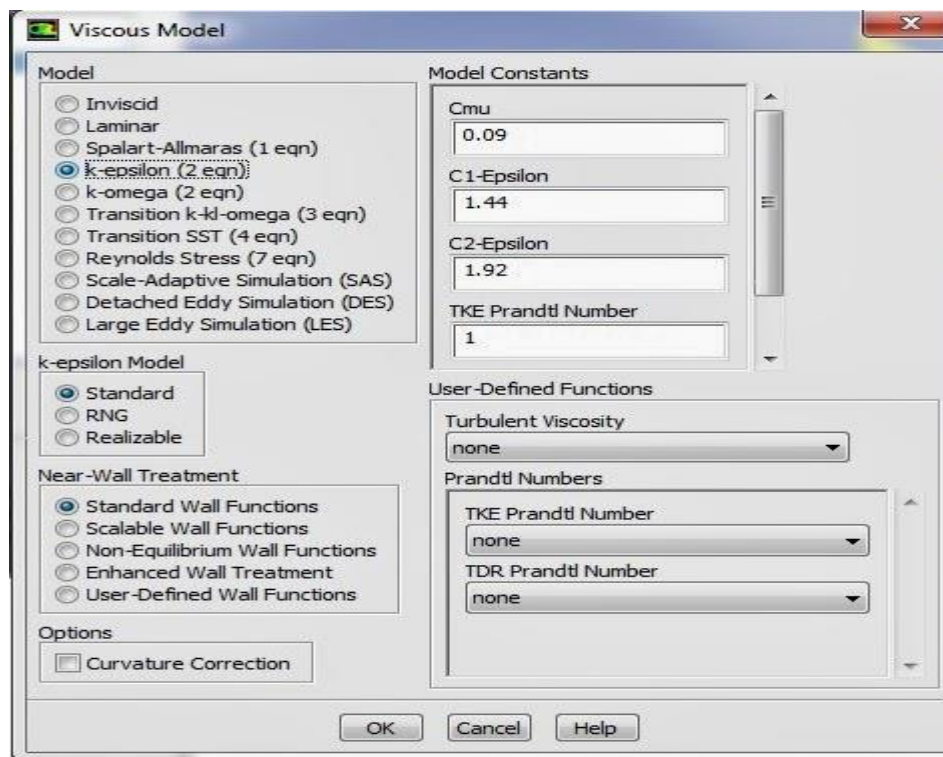 Viscous Model
Model
Inviscid
Laminar
Spalart-Allmaras (1 eqn)
k-epsilon (2 eqn)
k-omega (2 eqn)
Transition k-kl-omega (3 eqn)
Transition SST (4 eqn)
Reynolds Stress (7 eqn)
Scale-Adaptive Simulation (SAS)
Detached Eddy Simulation (DES)
Large Eddy Simulation (LES)
k-epsilon Model
Standard
RNG
Realizable
Near-Wall Treatment
Standard Wall Functions
Scalable Wall Functions
Non-Equilibrium Wall Functions
Enhanced Wall Treatment
User-Defined Wall Functions
Options
Curvature Correction
Model Constants
Cmu
0.09
C1-Epsilon
1.44
C2-Epsilon
1.92
TKE Prandtl Number
1
User-Defined Functions
Turbulent Viscosity
none
Prandtl Numbers
TKE Prandtl Number
none
TDR Prandtl Number
none
OK Cancel Help